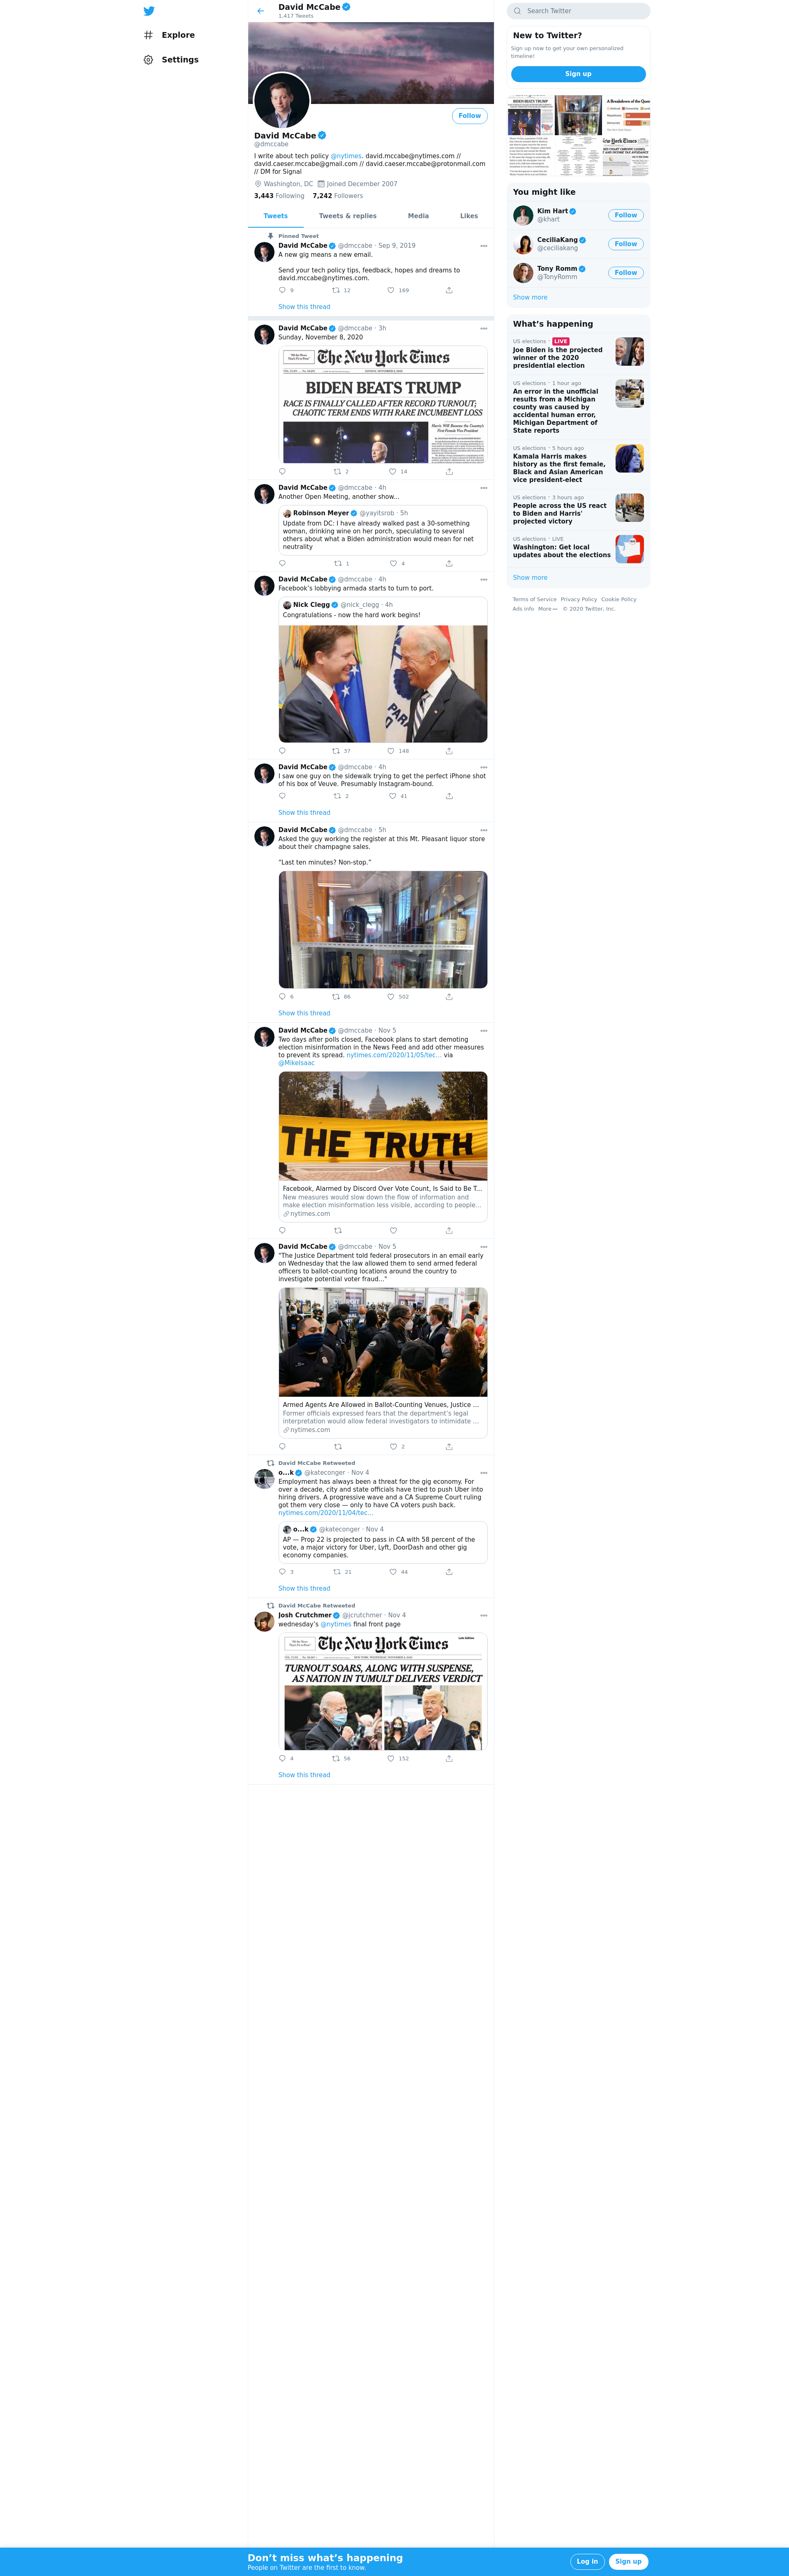 Explore
Settings
David McCabe
1,417 Tweets
Follow
David McCabe
@dmccabe
I write about tech policy @nytimes. david.mccabe@nytimes.com //
david.caeser.mccabe@gmail.com // david.caeser.mccabe@protonmail.com
// DM for Signal
Washington, DC Joined December 2007
3,443 Following 7,242 Followers
Tweets Tweets & replies Media Likes
Pinned Tweet
David McCabe @dmccabe · Sep 9, 2019
A new gig means a new email.
Send your tech policy tips, feedback, hopes and dreams to
david.mccabe@nytimes.com.
9 12 169
Show this thread
David McCabe @dmccabe · 3h
Sunday, November 8, 2020
The New York Times
BIDEN BEATS TRUMP
RACE IS FINALLY CALLED AFTER RECORD TURNOUT;
CHAOTIC TERM ENDS WITH RARE INCUMBENT LOSS
Harris Will Become the Country's
First Female Vice President
2 14
David McCabe @dmccabe · 4h
Another Open Meeting, another show...
Robinson Meyer @yayitsrob · 5h
Update from DC: I have already walked past a 30-something
woman, drinking wine on her porch, speculating to several
others about what a Biden administration would mean for net
neutrality
1 4
David McCabe @dmccabe · 4h
Facebook's lobbying armada starts to turn to port.
Nick Clegg @nick_clegg · 4h
Congratulations - now the hard work begins!
37 148
David McCabe @dmccabe · 4h
I saw one guy on the sidewalk trying to get the perfect iPhone shot
of his box of Veuve. Presumably Instagram-bound.
2 41
Show this thread
David McCabe @dmccabe · 5h
Asked the guy working the register at this Mt. Pleasant liquor store
about their champagne sales.
“Last ten minutes? Non-stop.”
6 86 502
Show this thread
David McCabe @dmccabe · Nov 5
Two days after polls closed, Facebook plans to start demoting
election misinformation in the News Feed and add other measures
to prevent its spread. nytimes.com/2020/11/05/tec... via
@MikeIsaac
THE TRUTH
Facebook, Alarmed by Discord Over Vote Count, Is Said to Be T...
New measures would slow down the flow of information and
make election misinformation less visible, according to people...
nytimes.com
David McCabe @dmccabe · Nov 5
"The Justice Department told federal prosecutors in an email early
on Wednesday that the law allowed them to send armed federal
officers to ballot-counting locations around the country to
investigate potential voter fraud..."
Armed Agents Are Allowed in Ballot-Counting Venues, Justice ...
Former officials expressed fears that the department's legal
interpretation would allow federal investigators to intimidate ...
nytimes.com
2
David McCabe Retweeted
o...k @kateconger · Nov 4
Employment has always been a threat for the gig economy. For
over a decade, city and state officials have tried to push Uber into
hiring drivers. A progressive wave and a CA Supreme Court ruling
got them very close — only to have CA voters push back.
nytimes.com/2020/11/04/tec...
o...k @kateconger · Nov 4
AP — Prop 22 is projected to pass in CA with 58 percent of the
vote, a major victory for Uber, Lyft, DoorDash and other gig
economy companies.
3 21 44
Show this thread
David McCabe Retweeted
Josh Crutchmer @jcrutchmer · Nov 4
wednesday's @nytimes final front page
The New York Times
TURNOUT SOARS, ALONG WITH SUSPENSE,
AS NATION IN TUMULT DELIVERS VERDICT
4 56 152
Show this thread
Search Twitter
New to Twitter?
Sign up now to get your own personalized
timeline!
Sign up
You might like
Kim Hart
@khart
Follow
CeciliaKang
@ceciliakang
Follow
Tony Romm
@TonyRomm
Follow
Show more
What's happening
US elections · LIVE
Joe Biden is the projected
winner of the 2020
presidential election
US elections · 1 hour ago
An error in the unofficial
results from a Michigan
county was caused by
accidental human error,
Michigan Department of
State reports
US elections · 5 hours ago
Kamala Harris makes
history as the first female,
Black and Asian American
vice president-elect
US elections · 3 hours ago
People across the US react
to Biden and Harris'
projected victory
US elections · LIVE
Washington: Get local
updates about the elections
Show more
Terms of Service Privacy Policy Cookie Policy
Ads info More © 2020 Twitter, Inc.
Don't miss what's happening
People on Twitter are the first to know.
Log in
Sign up